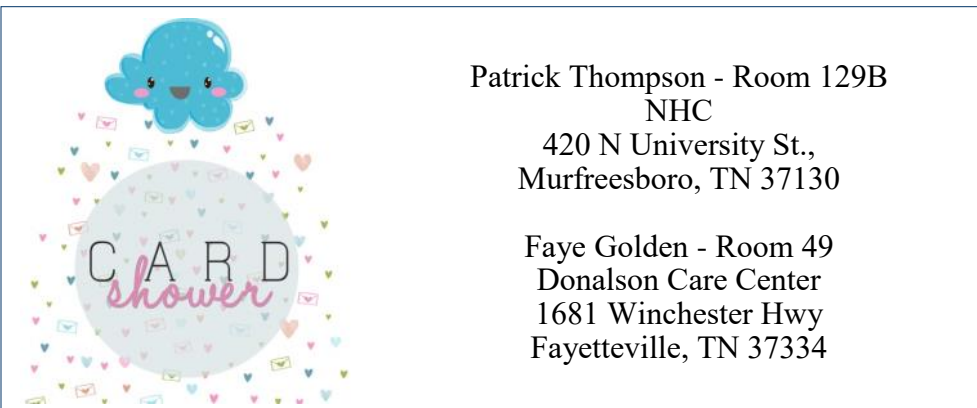 CARD
shower
Patrick Thompson - Room 129B
NHC
420 N University St.,
Murfreesboro, TN 37130
Faye Golden - Room 49
Donalson Care Center
1681 Winchester Hwy
Fayetteville, TN 37334